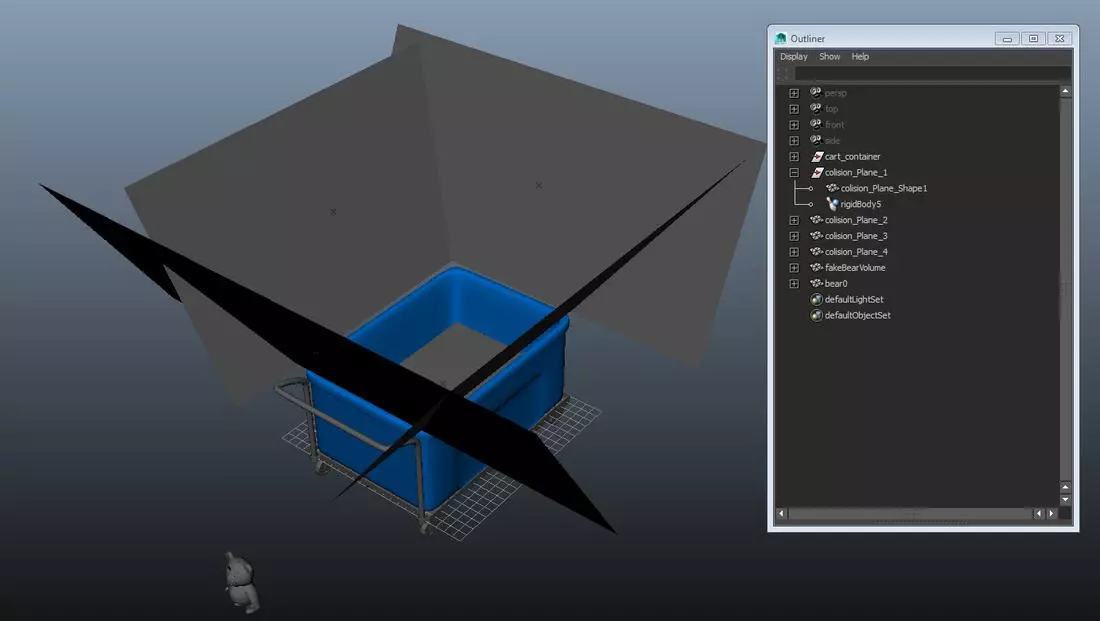 Outliner
Display Show Help
persp
top
front
side
cart_container
colision_Plane_1
colision_Plane_Shape1
rigidBody5
colision_Plane_2
colision_Plane_3
colision_Plane_4
fakeBearVolume
bear0
defaultLightSet
defaultObjectSet